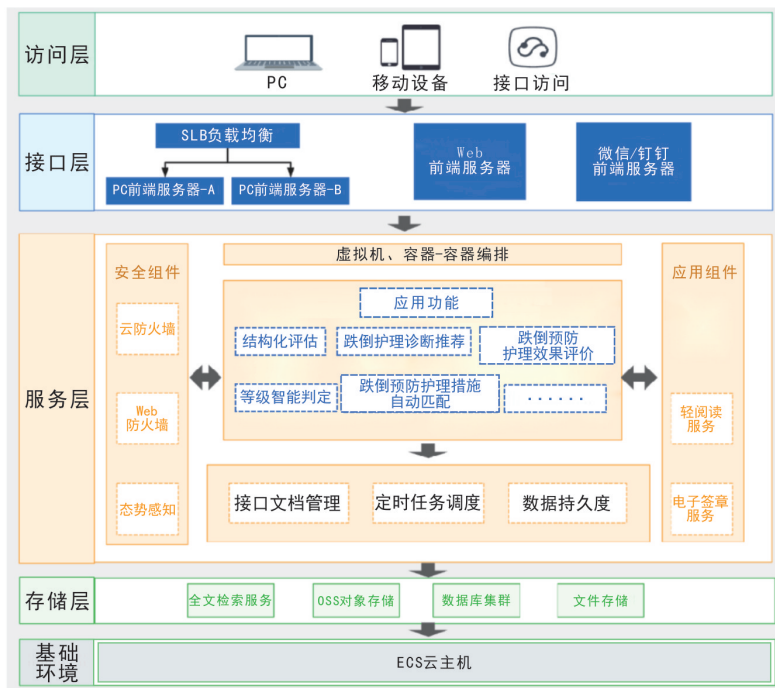 访问层
PC
移动设备
接口访问
接口层
SLB负载均衡
PC前端服务器-A
PC前端服务器-B
Web
前端服务器
微信/钉钉
前端服务器
服务层
安全组件
云防火墙
Web
防火墙
态势感知
虚拟机、容器-容器编排
应用功能
结构化评估
跌倒护理诊断推荐
跌倒预防
护理效果评价
等级智能判定
跌倒预防护理措施
自动匹配
······
接口文档管理
定时任务调度
数据持久度
应用组件
轻阅读
服务
电子签章
服务
存储层
全文检索服务
OSS对象存储
数据库集群
文件存储
基础
环境
ECS云主机